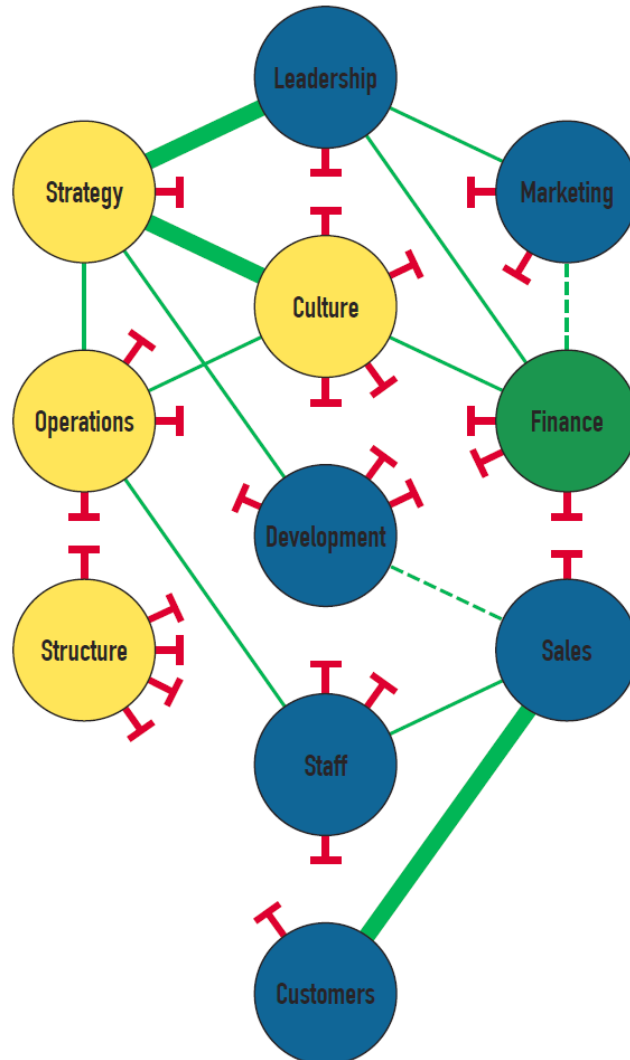 Leadership
Strategy
Marketing
Culture
Operations
Finance
Development
Structure
Sales
Staff
Customers